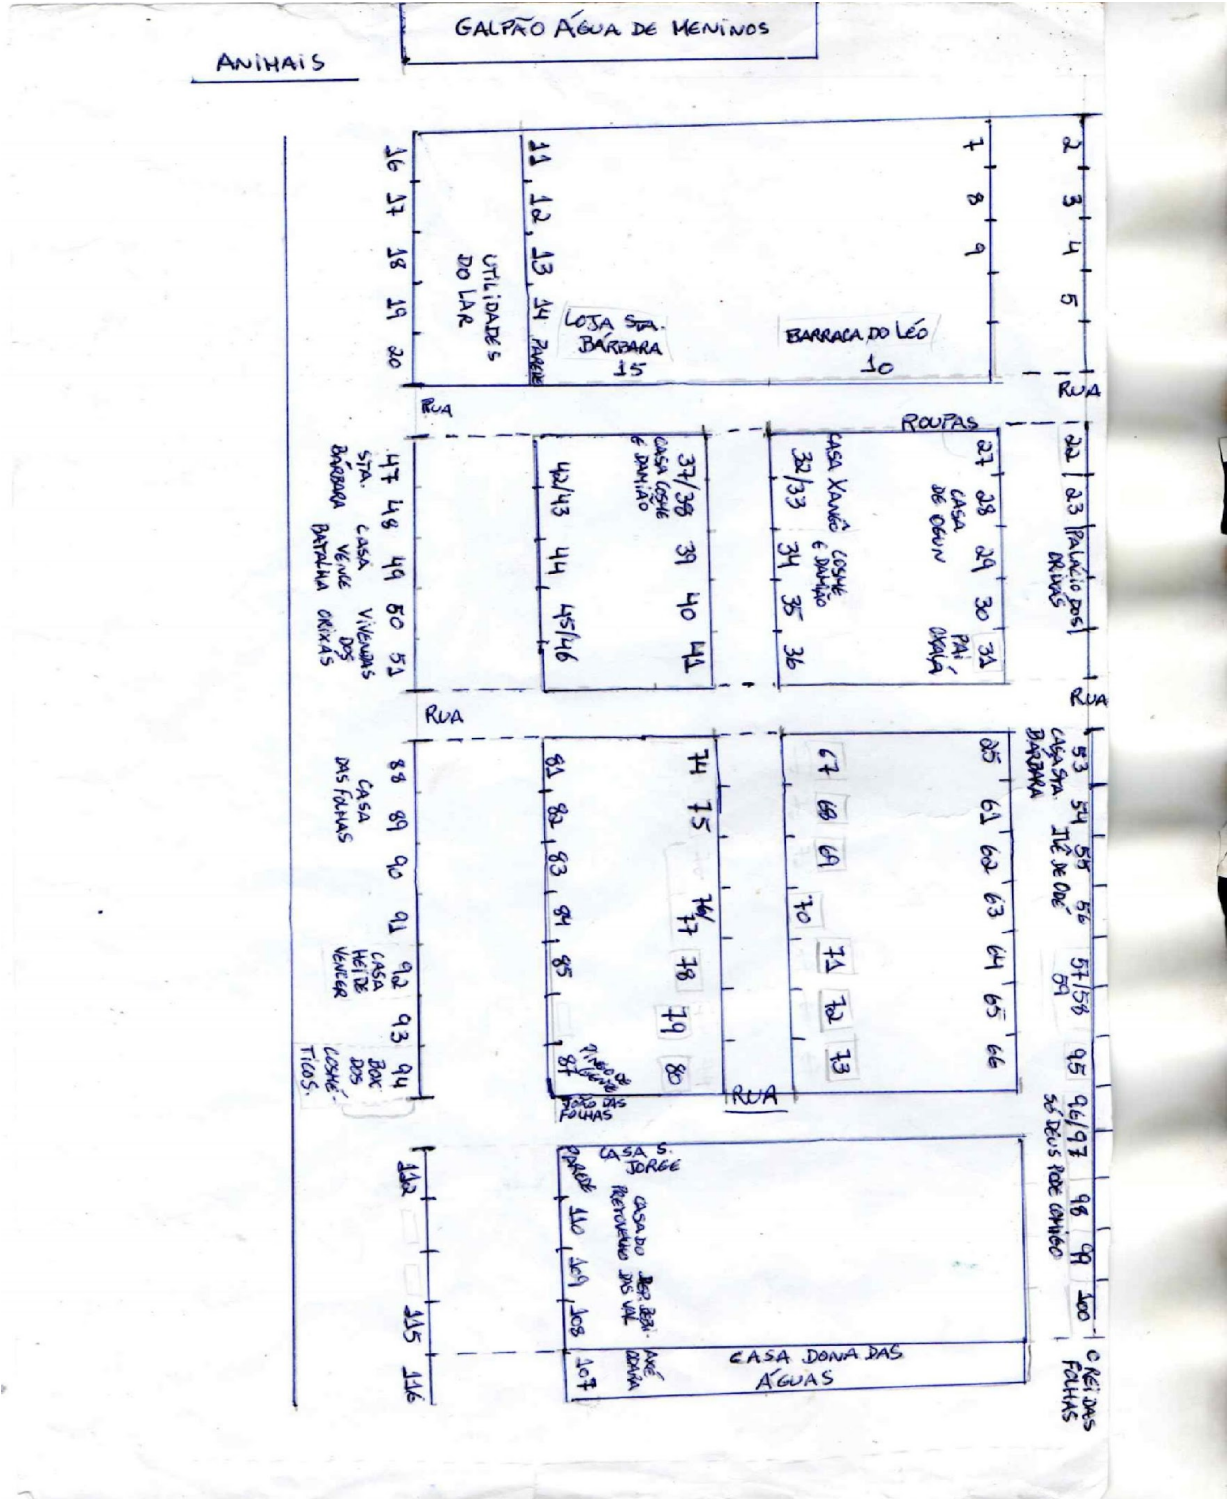 GALPÃO ÁGUA DE MENINOS
ANIMAIS
2
3
4
5
7
8
9
BARRACA DO LÉO
10
11
12
13
14
PAREDE
LOJA STA.
BÁRBARA
15
UTILIDADES
DO LAR
16
17
18
19
20
RUA
RUA
ROUPAS
22
23
PALÁCIO DOS
ORIXÁS
27
28
29
30
31
CASA
DE OGUN
PAI
OXALÁ
CASA XANGÔ
COSME
E DAMIÃO
32/33
34
35
36
37/38
39
40
41
CASA COSME
E DAMIÃO
42/43
44
45/46
47
48
49
50
51
STA.
BÁRBARA
CASA
VENCE
BATALHA
VIVENDAS
DOS
ORIXÁS
RUA
RUA
53
54
55
56
57/58
59
95
96/97
98
99
100
CASA STA.
BÁRBARA
ILÊ DE ODÉ
SÓ DEUS PODE COMIGO
O REI DAS
FOLHAS
25
61
62
63
64
65
66
67
68
69
70
71
72
73
74
75
76/
77
78
79
80
81
82
83
84
85
87
JOÃO DAS
FOLHAS
RUA
88
89
90
91
92
93
94
CASA
DAS FOLHAS
CASA
HEI DE
VENCER
BOX
DOS
COSMÉ-
TICOS.
CASA S.
JORGE
PAREDE
110
109
108
107
CASA DO
PRETO VELHO
DAS
AXÉ
CASA DONA DAS
ÁGUAS
112
115
116